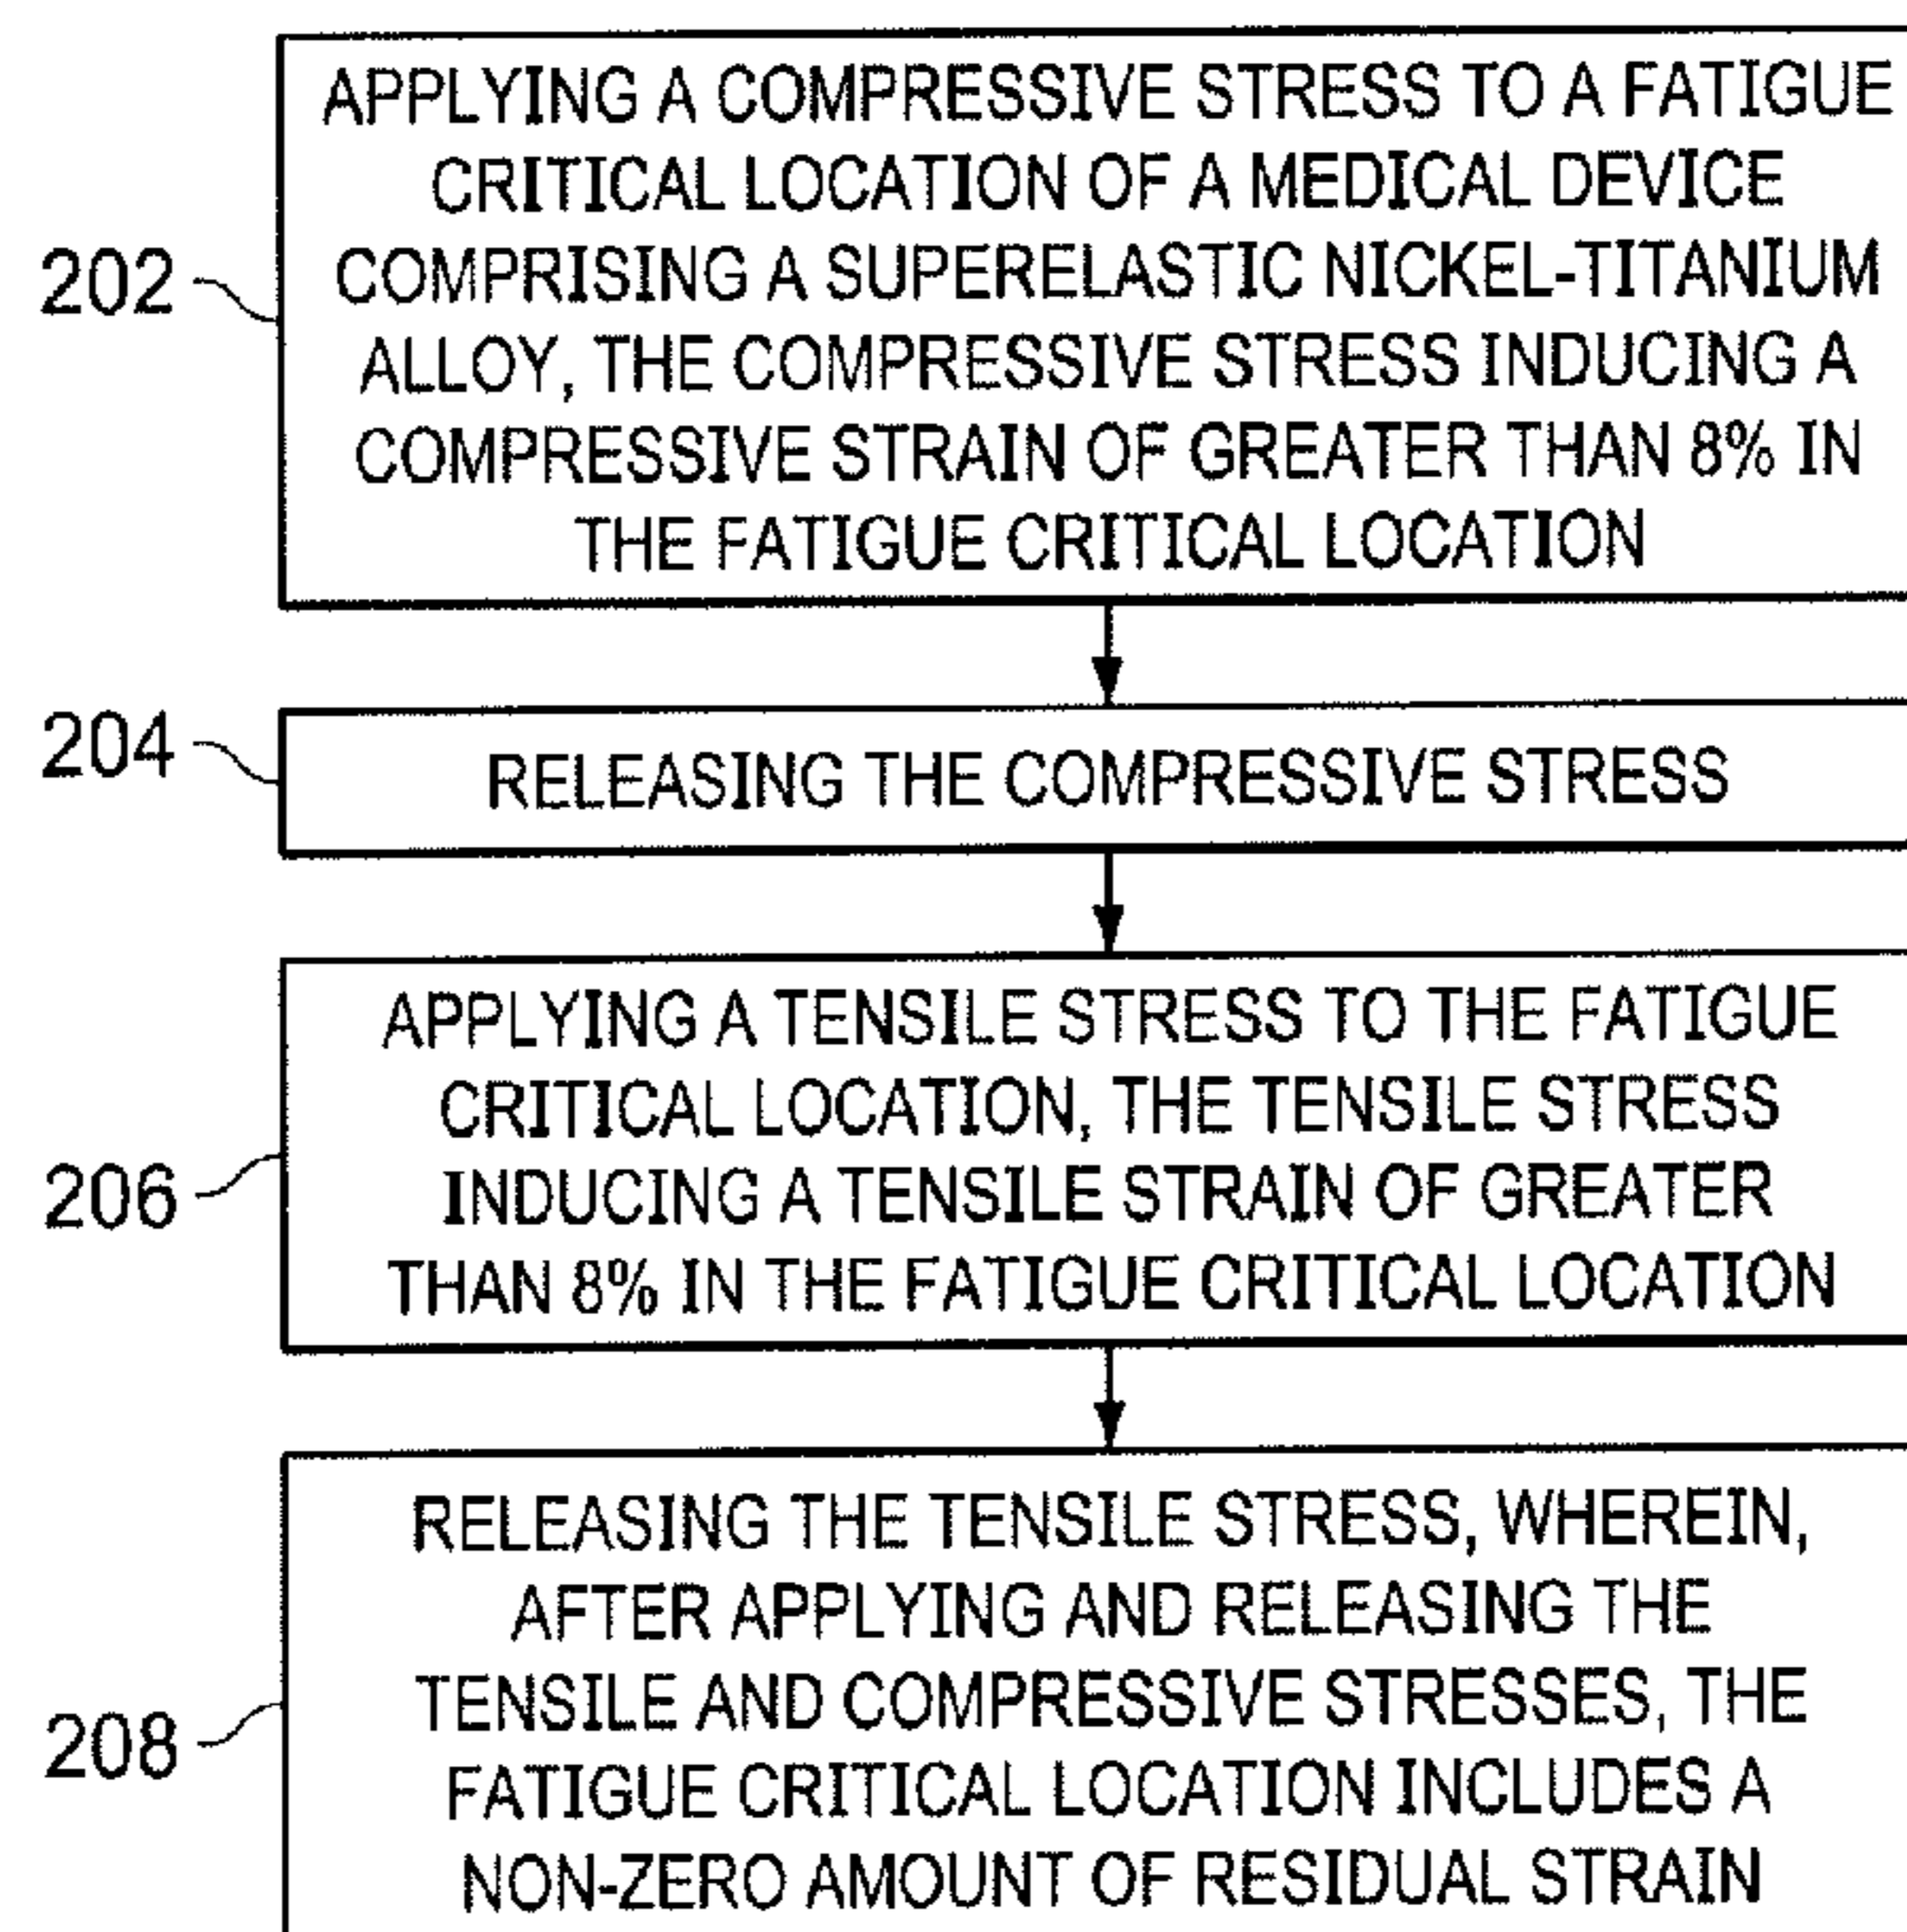 APPLYING A COMPRESSIVE STRESS TO A FATIGUE
CRITICAL LOCATION OF A MEDICAL DEVICE
202
COMPRISING A SUPERELASTIC NICKEL-TITANIUM
ALLOY, THE COMPRESSIVE STRESS INDUCING A
COMPRESSIVE STRAIN OF GREATER THAN 8% IN
THE FATIGUE CRITICAL LOCATION
204
RELEASING THE COMPRESSIVE STRESS
APPLYING A TENSILE STRESS TO THE FATIGUE
CRITICAL LOCATION, THE TENSILE STRESS
206
INDUCING A TENSILE STRAIN OF GREATER
THAN 8% IN THE FATIGUE CRITICAL LOCATION
RELEASING THE TENSILE STRESS, WHEREIN,
AFTER APPLYING AND RELEASING THE
TENSILE AND COMPRESSIVE STRESSES, THE
208
FATIGUE CRITICAL LOCATION INCLUDES A
NON-ZERO AMOUNT OF RESIDUAL STRAIN